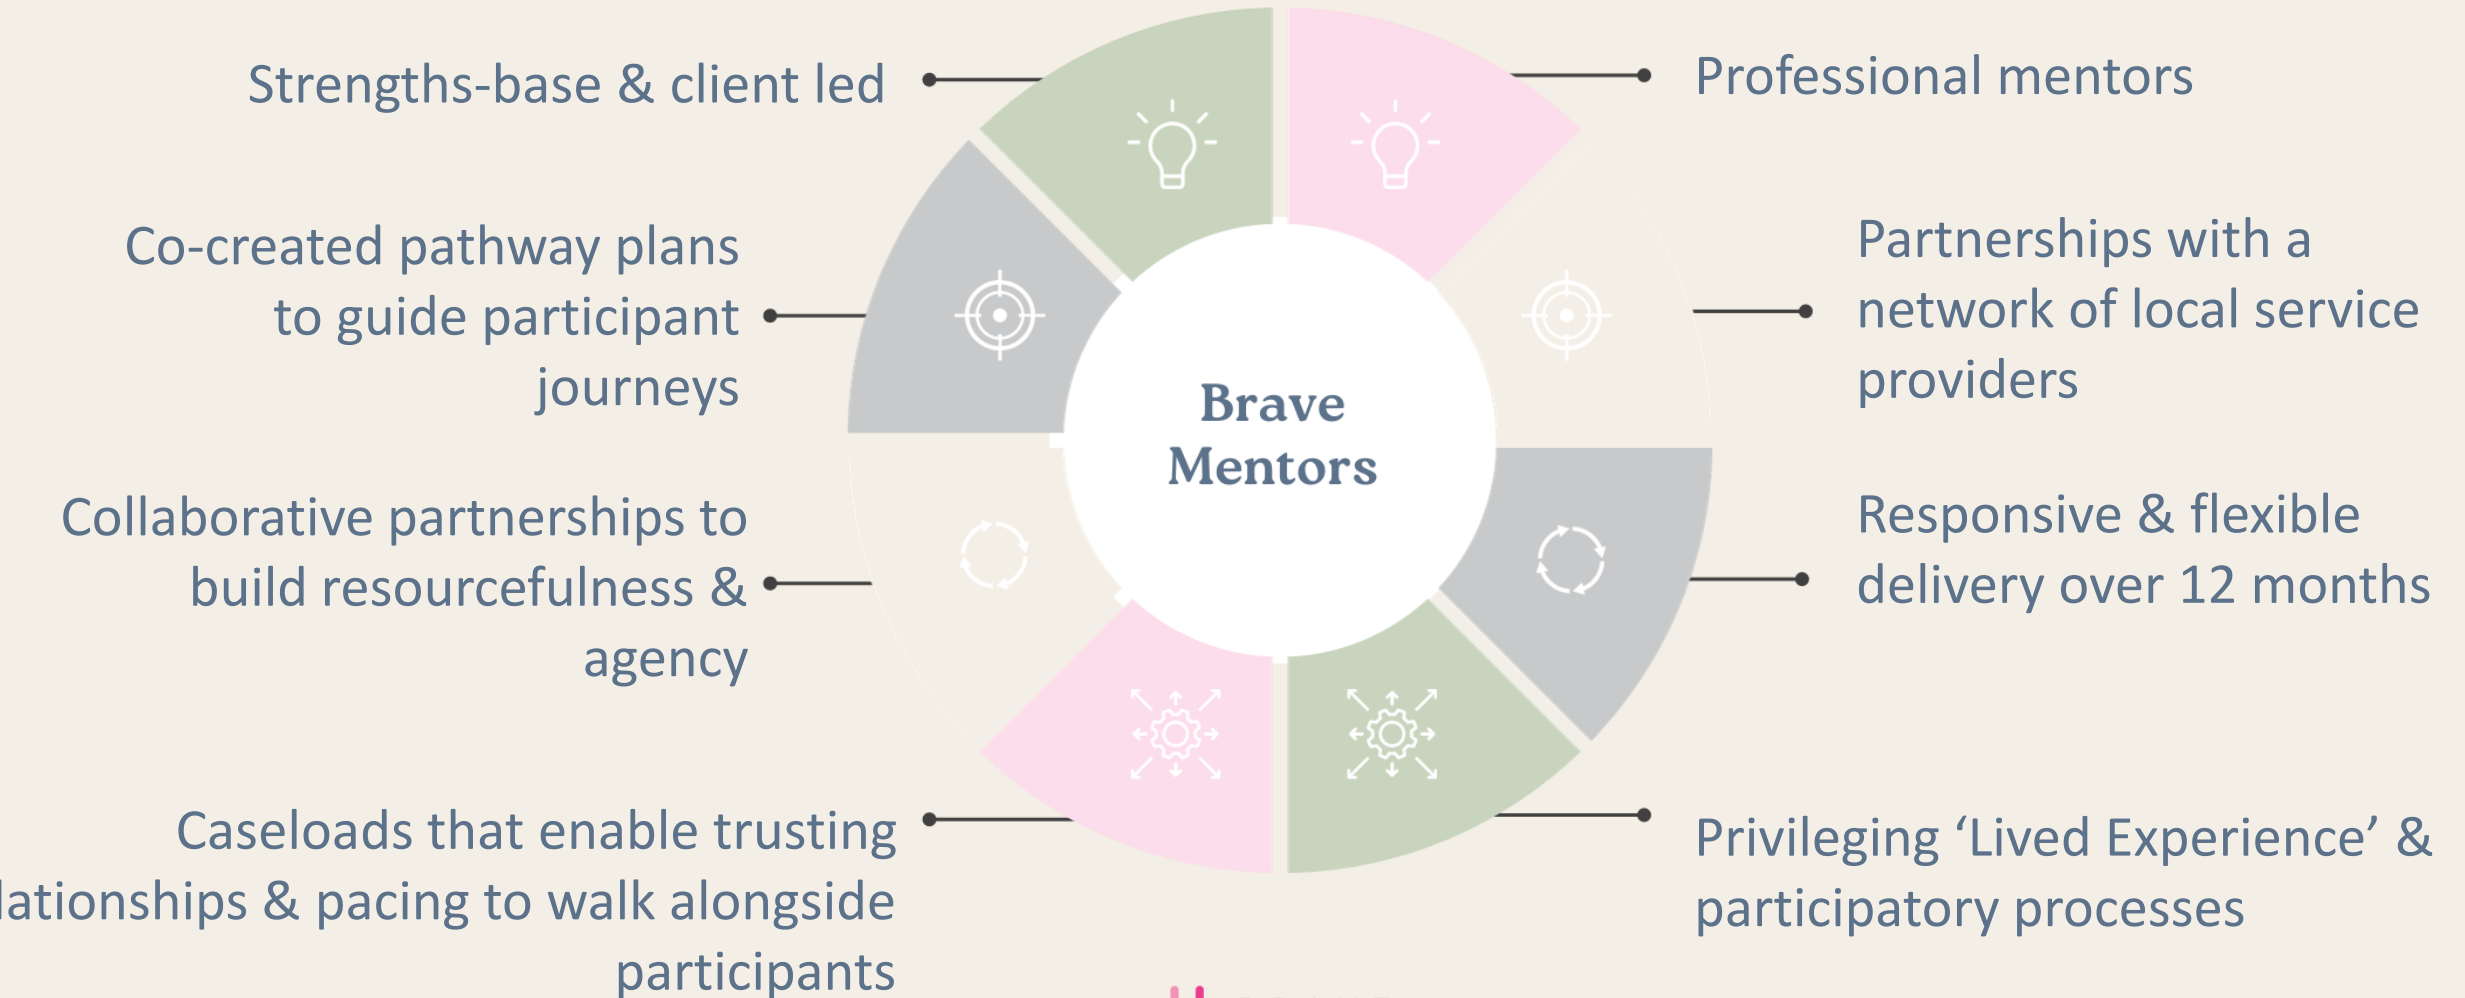 Strengths-base & client led
Co-created pathway plans
to guide participant
journeys
Collaborative partnerships to
build resourcefulness &
agency
Caseloads that enable trusting
lationships & pacing to walk alongside
participants
Brave
Mentors
Professional mentors
Partnerships with a
network of local service
providers
Responsive & flexible
delivery over 12 months
Privileging ‘Lived Experience’ &
participatory processes